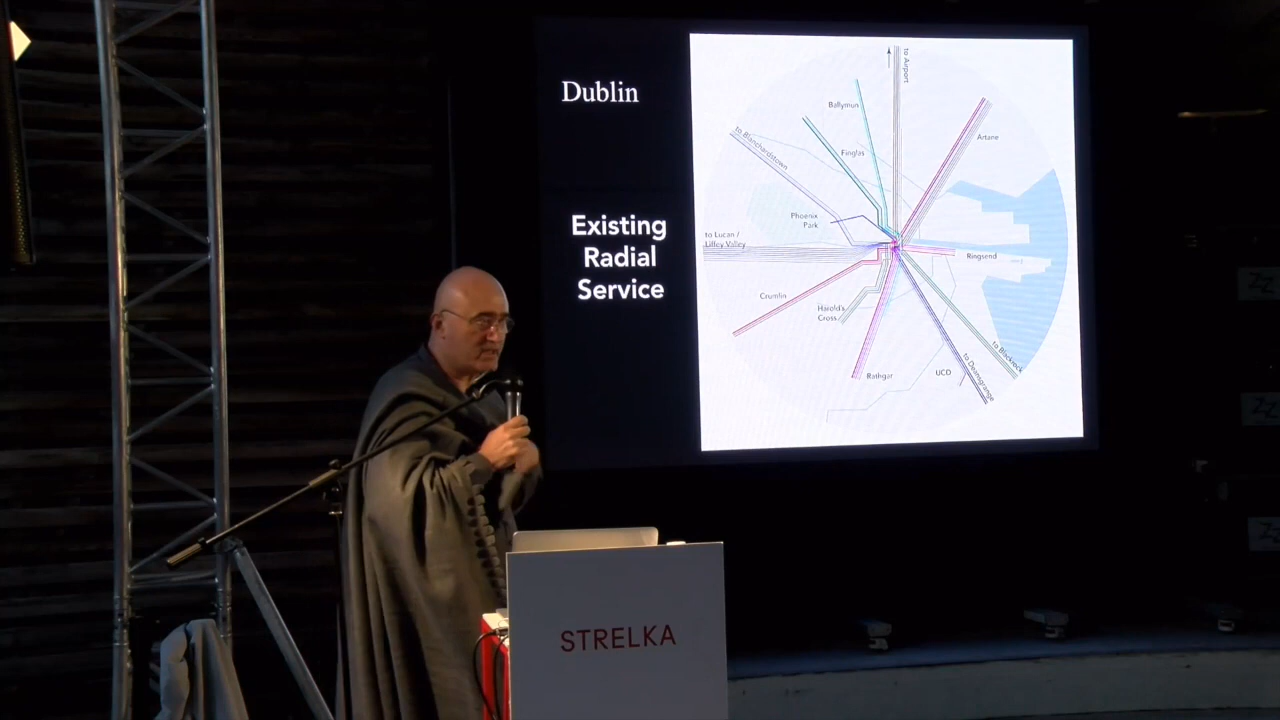 Dublin
Existing
Radial
Service
to Airport
Ballymun
Artane
to Blanchardstown
Finglas
Phoenix
Park
to Lucan /
Liffey Valley
Ringsend
Crumlin
Harold's
Cross
to Blackrock
Rathgar
UCD
to Deansgrange
STRELKA